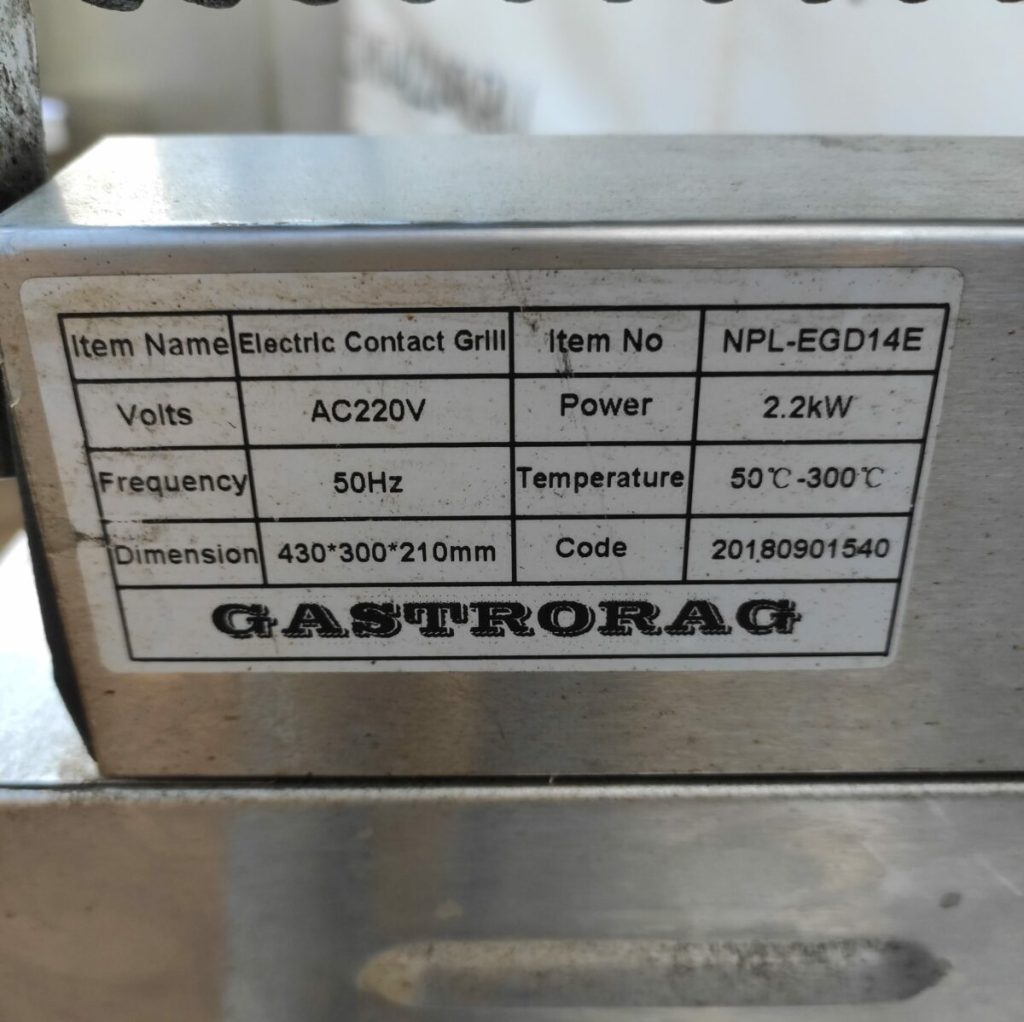 Item Name Electric Contact Grill Item No NPL-EGD14E
Volts AC220V Power 2.2kW
Frequency 50Hz Temperature 50℃-300℃
Dimension 430*300*210mm Code 20180901540
GASTRORAG